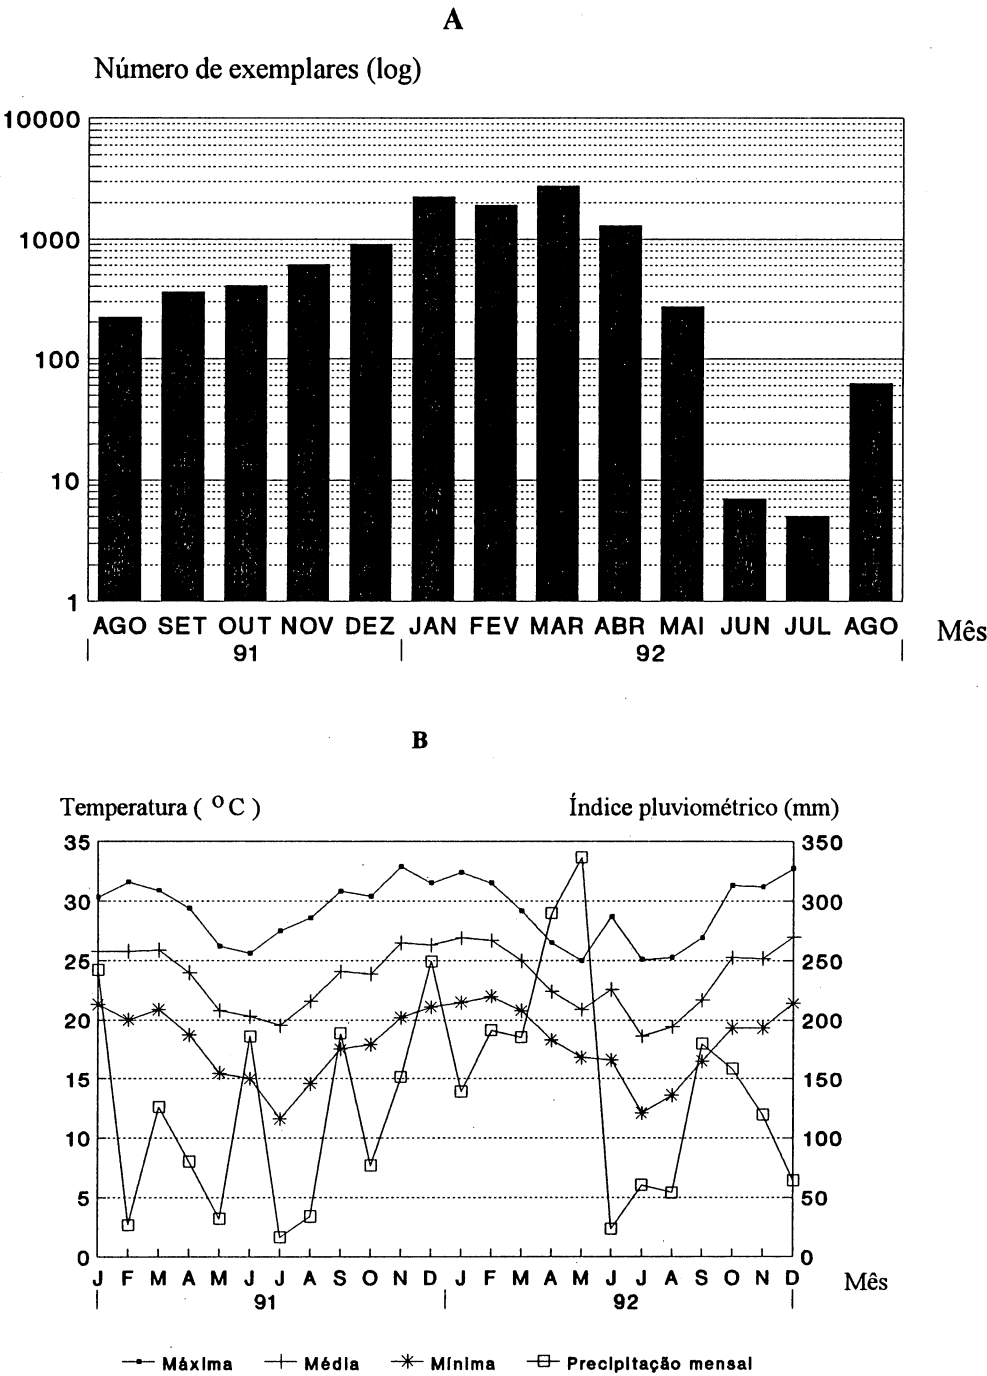 A
Número de exemplares (log)
10000
1000
100
10
1
AGO SET OUT NOV DEZ JAN FEV MAR ABR MAI JUN JUL AGO
Mês
91 92
B
Temperatura ( ºC ) Índice pluviométrico (mm)
35 350
30 300
25 250
20 200
15 150
10 100
5 50
0 0
J F M A M J J A S O N D J F M A M J J A S O N D
Mês
91 92
Máxima Média Mínima Precipitação mensal